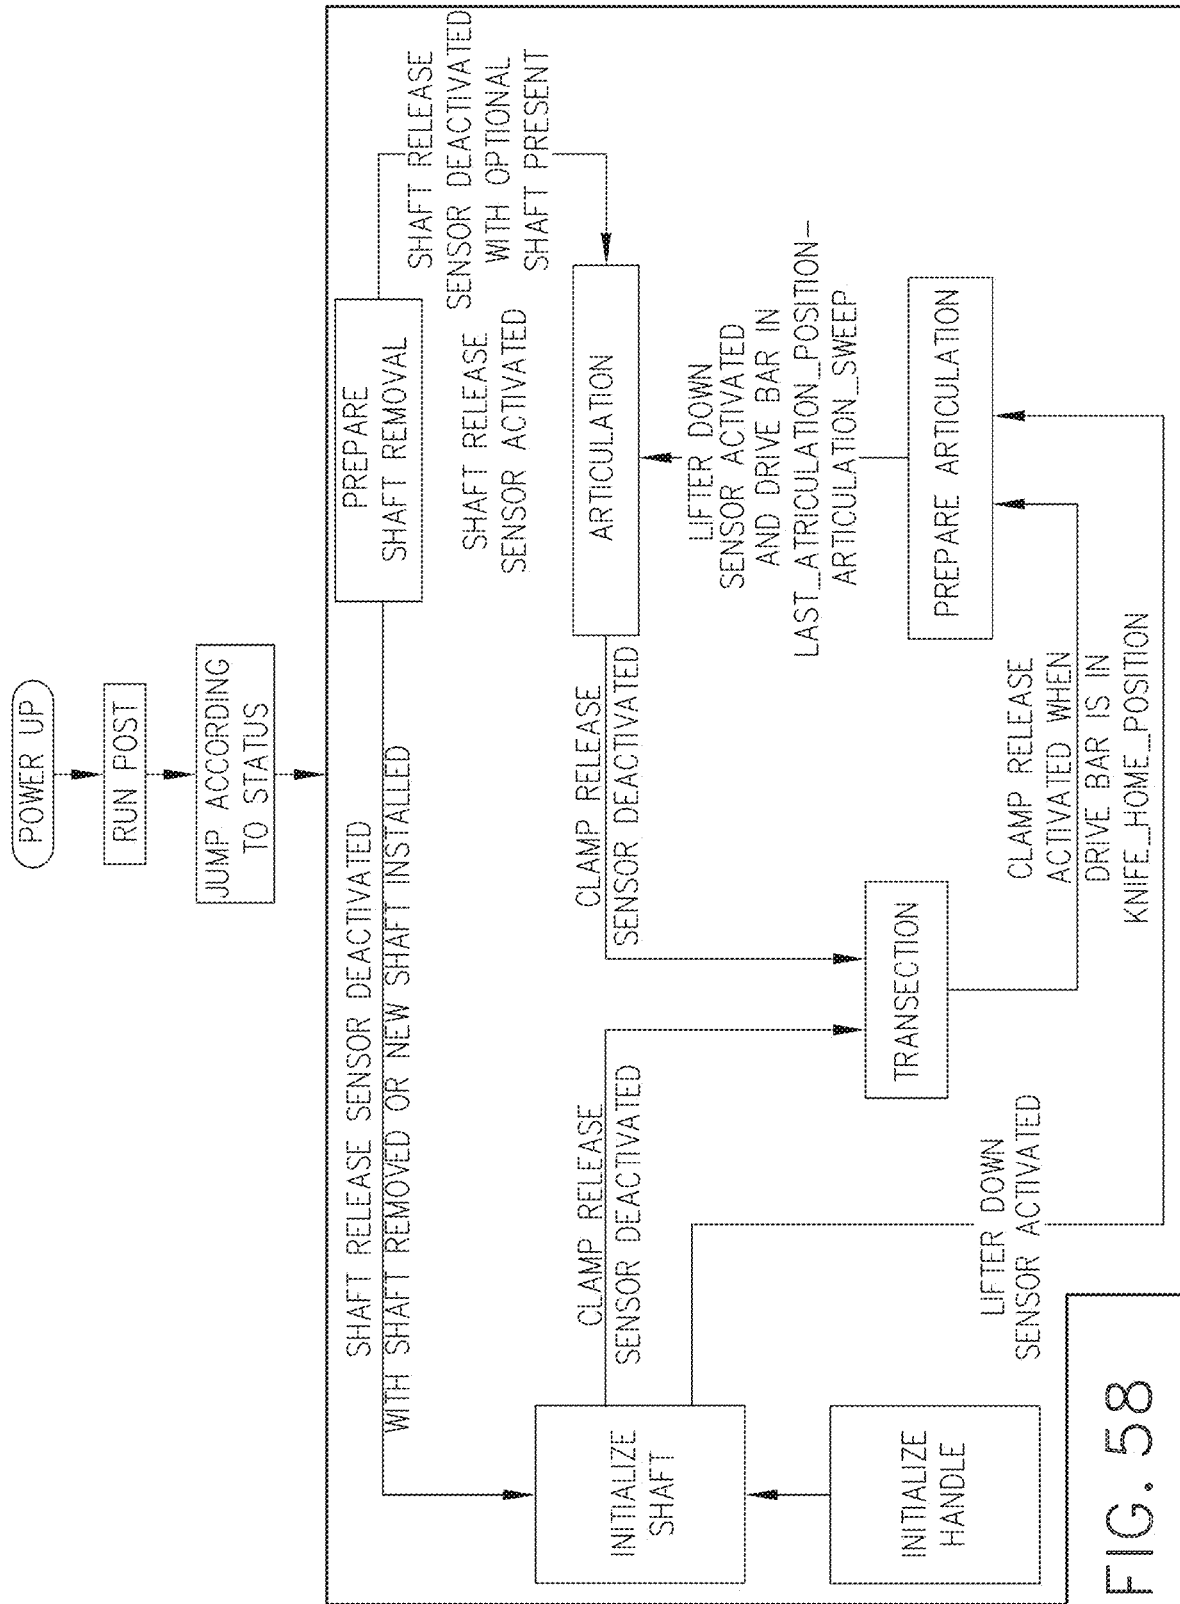 POWER UP
RUN POST
JUMP ACCORDING
TO STATUS
SHAFT RELEASE SENSOR DEACTIVATED
WITH SHAFT REMOVED OR NEW SHAFT INSTALLED
PREPARE
SHAFT REMOVAL
SHAFT RELEASE
SENSOR DEACTIVATED
WITH OPTIONAL
SHAFT PRESENT
SHAFT RELEASE
SENSOR ACTIVATED
INITIALIZE
SHAFT
CLAMP RELEASE
SENSOR DEACTIVATED
CLAMP RELEASE
SENSOR DEACTIVATED
ARTICULATION
LIFTER DOWN
SENSOR ACTIVATED
AND DRIVE BAR IN
LAST_ATRICULATION_POSITION-
ARTICULATION_SWEEP
INITIALIZE
HANDLE
TRANSECTION
PREPARE ARTICULATION
LIFTER DOWN
SENSOR ACTIVATED
CLAMP RELEASE
ACTIVATED WHEN
DRIVE BAR IS IN
KNIFE_HOME_POSITION
FIG. 58